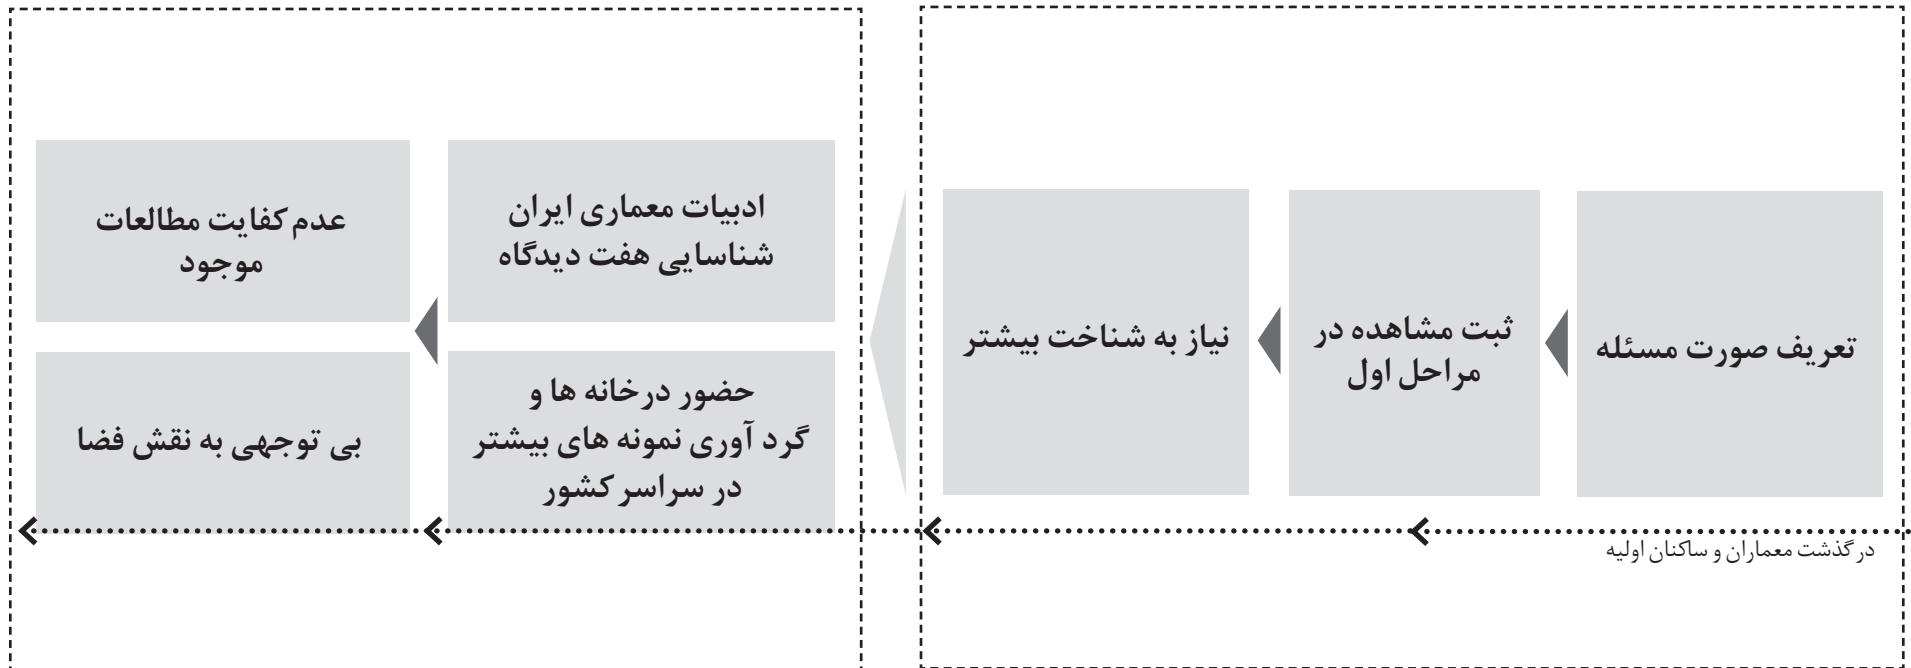 تعریف صورت مسئله
ثبت مشاهده در
مراحل اول
نیاز به شناخت بیشتر
ادبیات معماری ایران
شناسایی هفت دیدگاه
حضور درخانه ها و
گرد آوری نمونه های بیشتر
در سراسر کشور
عدم کفایت مطالعات
موجود
بی توجهی به نقش فضا
درگذشت معماران و ساکنان اولیه